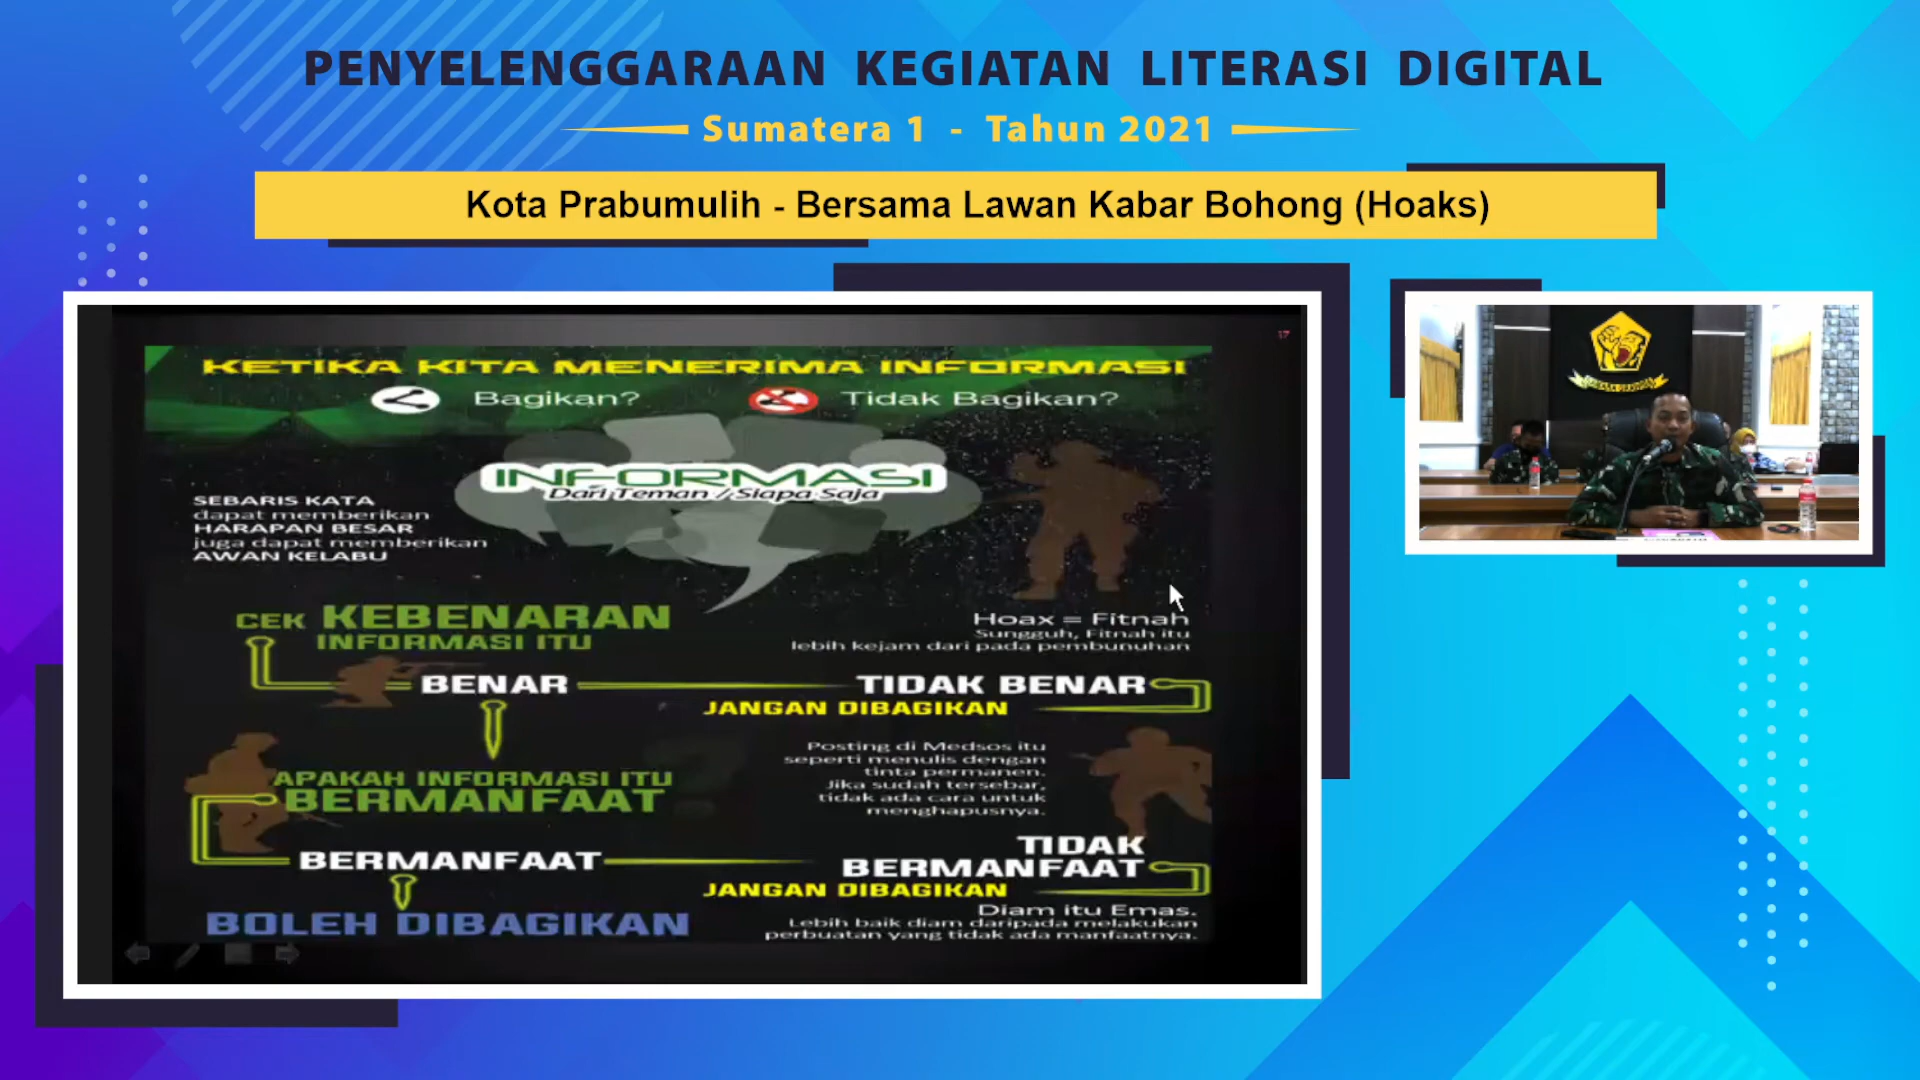 PENYELENGGARAAN KEGIATAN LITERASI DIGITAL
Sumatera 1 - Tahun 2021
Kota Prabumulih - Bersama Lawan Kabar Bohong (Hoaks)
17
KETIKA KITA MENERIMA INFORMASI
Bagikan?
Tidak Bagikan?
INFORMASI
Dari Teman / Siapa Saja
SEBARIS KATA
dapat memberikan
HARAPAN BESAR
juga dapat memberikan
AWAN KELABU
CEK KEBENARAN
INFORMASI ITU
Hoax = Fitnah
Sungguh, Fitnah itu
lebih kejam dari pada pembunuhan
BENAR
TIDAK BENAR
JANGAN DIBAGIKAN
APAKAH INFORMASI ITU
BERMANFAAT
Posting di Medsos itu
seperti menulis dengan
tinta permanen.
Jika sudah tersebar,
tidak ada cara untuk
menghapusnya.
BERMANFAAT
TIDAK
BERMANFAAT
JANGAN DIBAGIKAN
BOLEH DIBAGIKAN
Diam itu Emas.
Lebih baik diam daripada melakukan
perbuatan yang tidak ada manfaatnya.